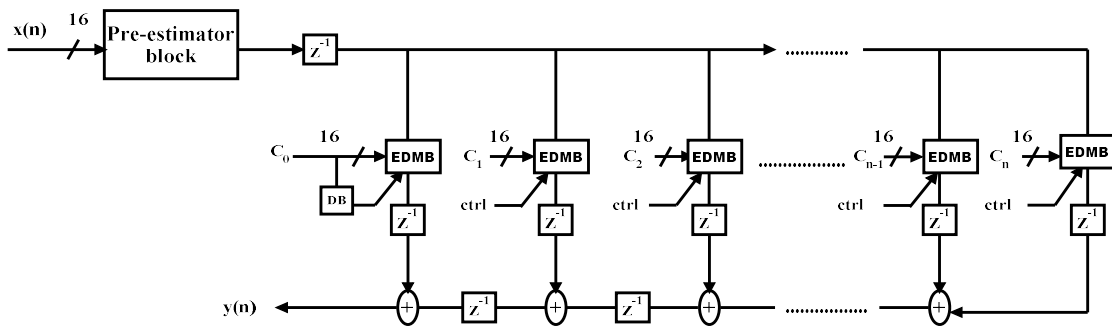 x(n)
16
Pre-estimator
block
Z-1
16
C0
EDMB
DB
Z-1
16
C1
EDMB
ctrl
Z-1
16
C2
EDMB
ctrl
Z-1
16
Cn-1
EDMB
ctrl
Z-1
16
Cn
EDMB
ctrl
Z-1
y(n)
+
Z-1
+
Z-1
+
+